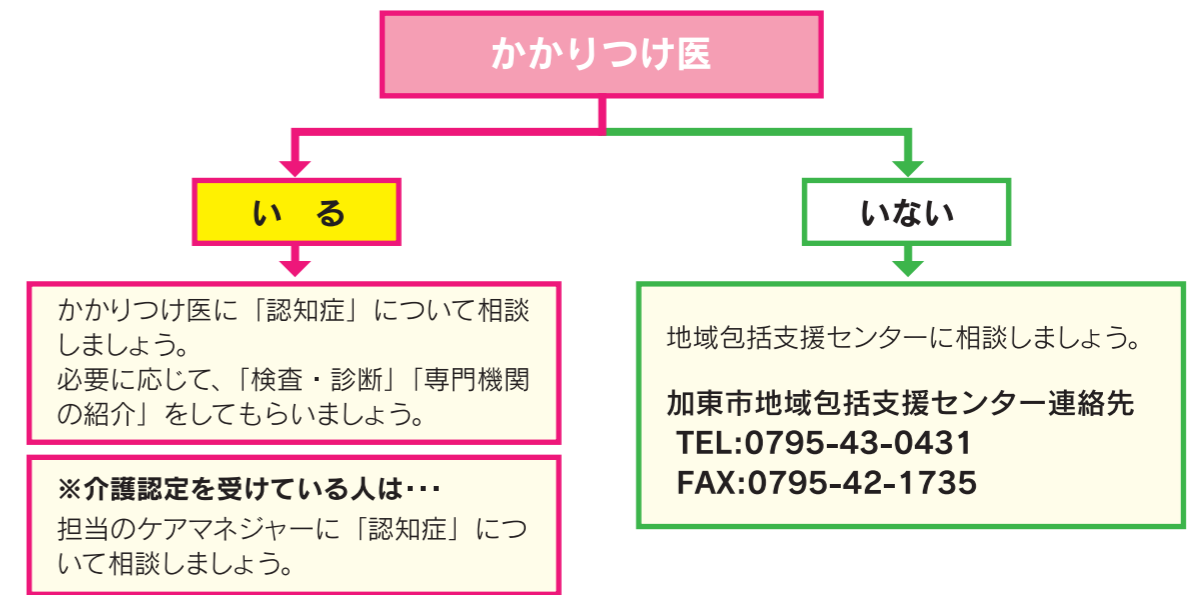 かかりつけ医
いる
いない
かかりつけ医に「認知症」について相談
しましょう。
必要に応じて、「検査・診断」「専門機関
の紹介」をしてもらいましょう。
※介護認定を受けている人は･･･
担当のケアマネジャーに「認知症」につ
いて相談しましょう。
地域包括支援センターに相談しましょう。
加東市地域包括支援センター連絡先
TEL:0795-43-0431
FAX:0795-42-1735